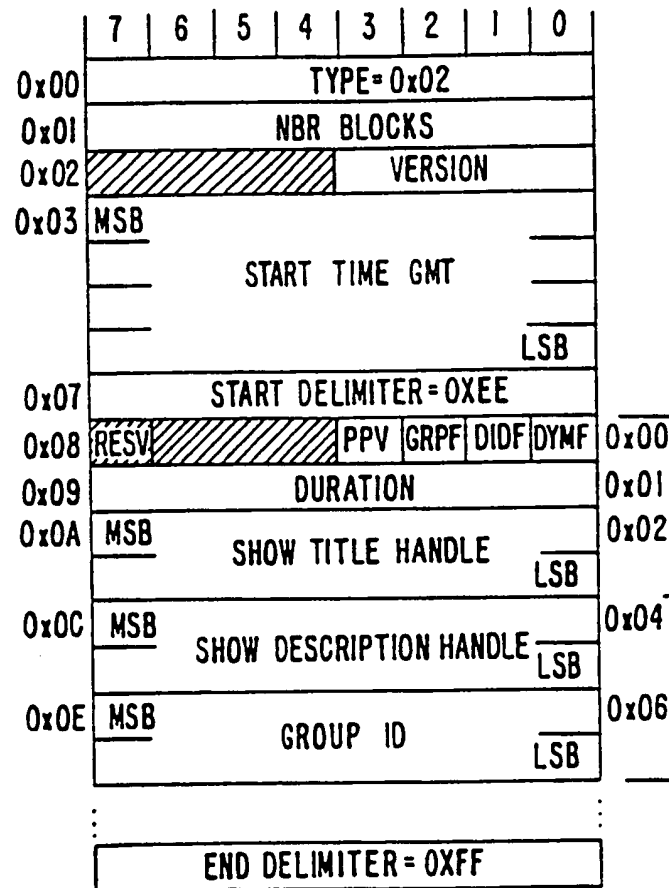 7 6 5 4 3 2 1 0
0x00 TYPE=0x02
0x01 NBR BLOCKS
0x02 VERSION
0x03 MSB
START TIME GMT
LSB
0x07 START DELIMITER=0XEE
0x08 RESV PPV GRPF DIDF DYMF 0x00
0x09 DURATION 0x01
0x0A MSB 0x02
SHOW TITLE HANDLE
LSB
0x0C MSB 0x04
SHOW DESCRIPTION HANDLE
LSB
0x0E MSB 0x06
GROUP ID
LSB
END DELIMITER=0XFF